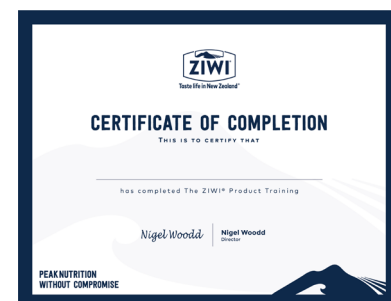 ZIWI
Taste life in New Zealand®
CERTIFICATE OF COMPLETION
THIS IS TO CERTIFY THAT
has completed The ZIWI® Product Training
Nigel Woodd
Nigel Woodd
Director
PEAK NUTRITION
WITHOUT COMPROMISE